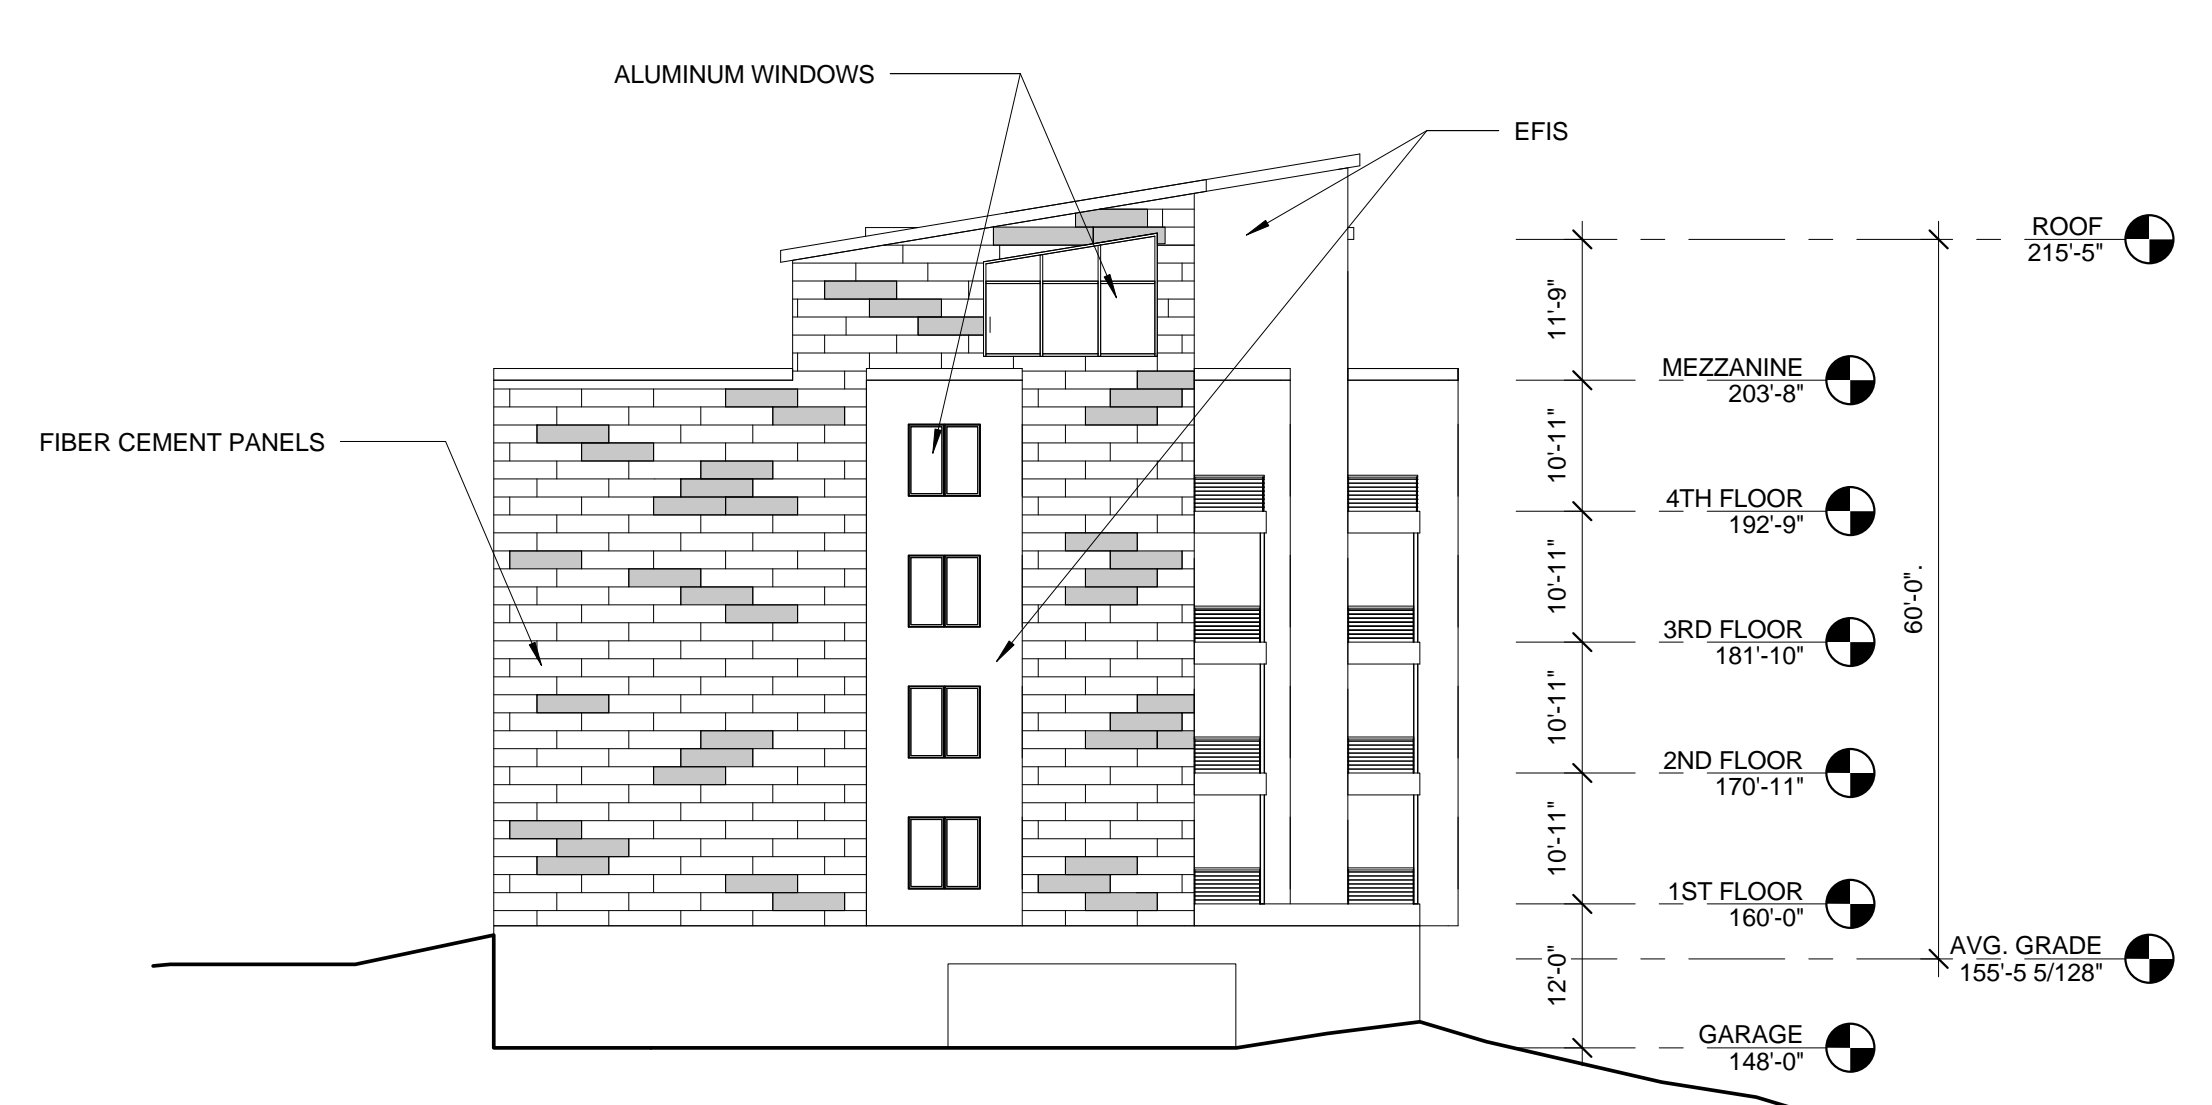 ALUMINUM WINDOWS
EFIS
ROOF
215'-5"
11'-9"
MEZZANINE
203'-8"
FIBER CEMENT PANELS
10'-11"
4TH FLOOR
192'-9"
10'-11"
3RD FLOOR
181'-10"
60'-0".
10'-11"
2ND FLOOR
170'-11"
10'-11"
1ST FLOOR
160'-0"
AVG. GRADE
155'-5 5/128"
12'-0"
GARAGE
148'-0"